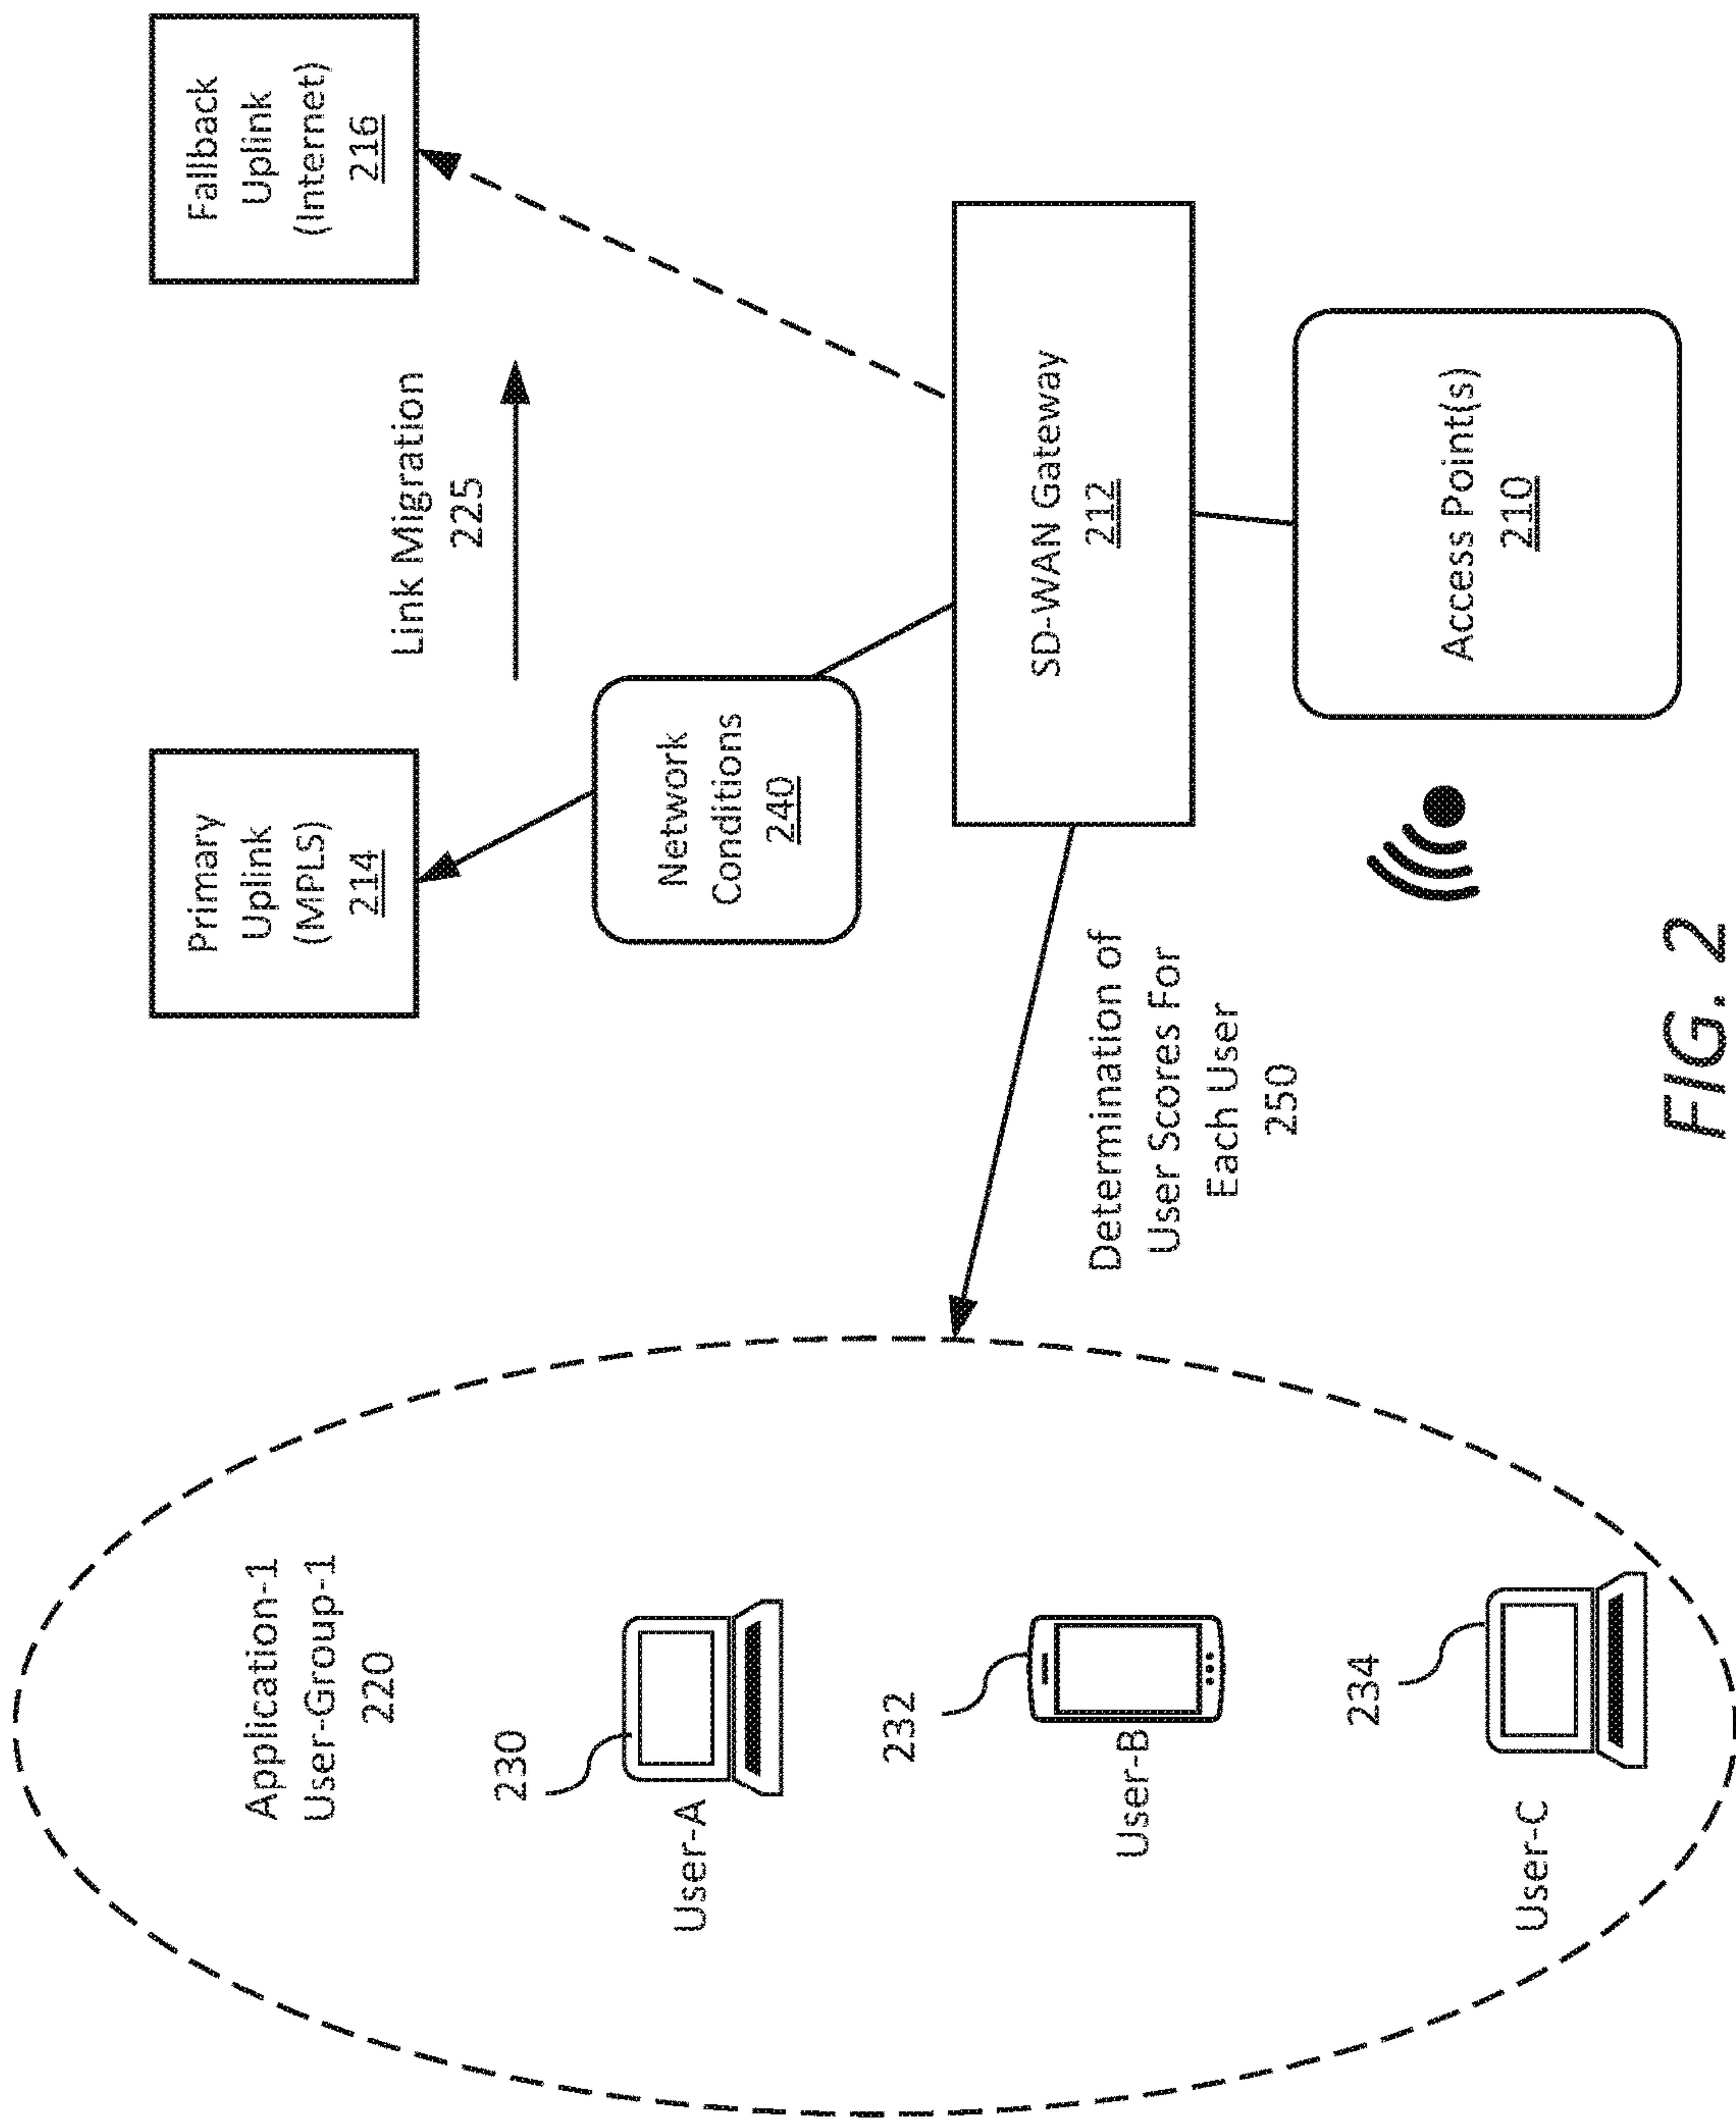 Application-1
User-Group-1
220
230
User-A
232
User-B
234
User-C
Primary
Uplink
(MPLS)
214
Link Migration
225
Fallback
Uplink
(Internet)
216
Network
Conditions
240
SD-WAN Gateway
212
Determination of
User Scores For
Each User
250
Access Point(s)
210
FIG. 2